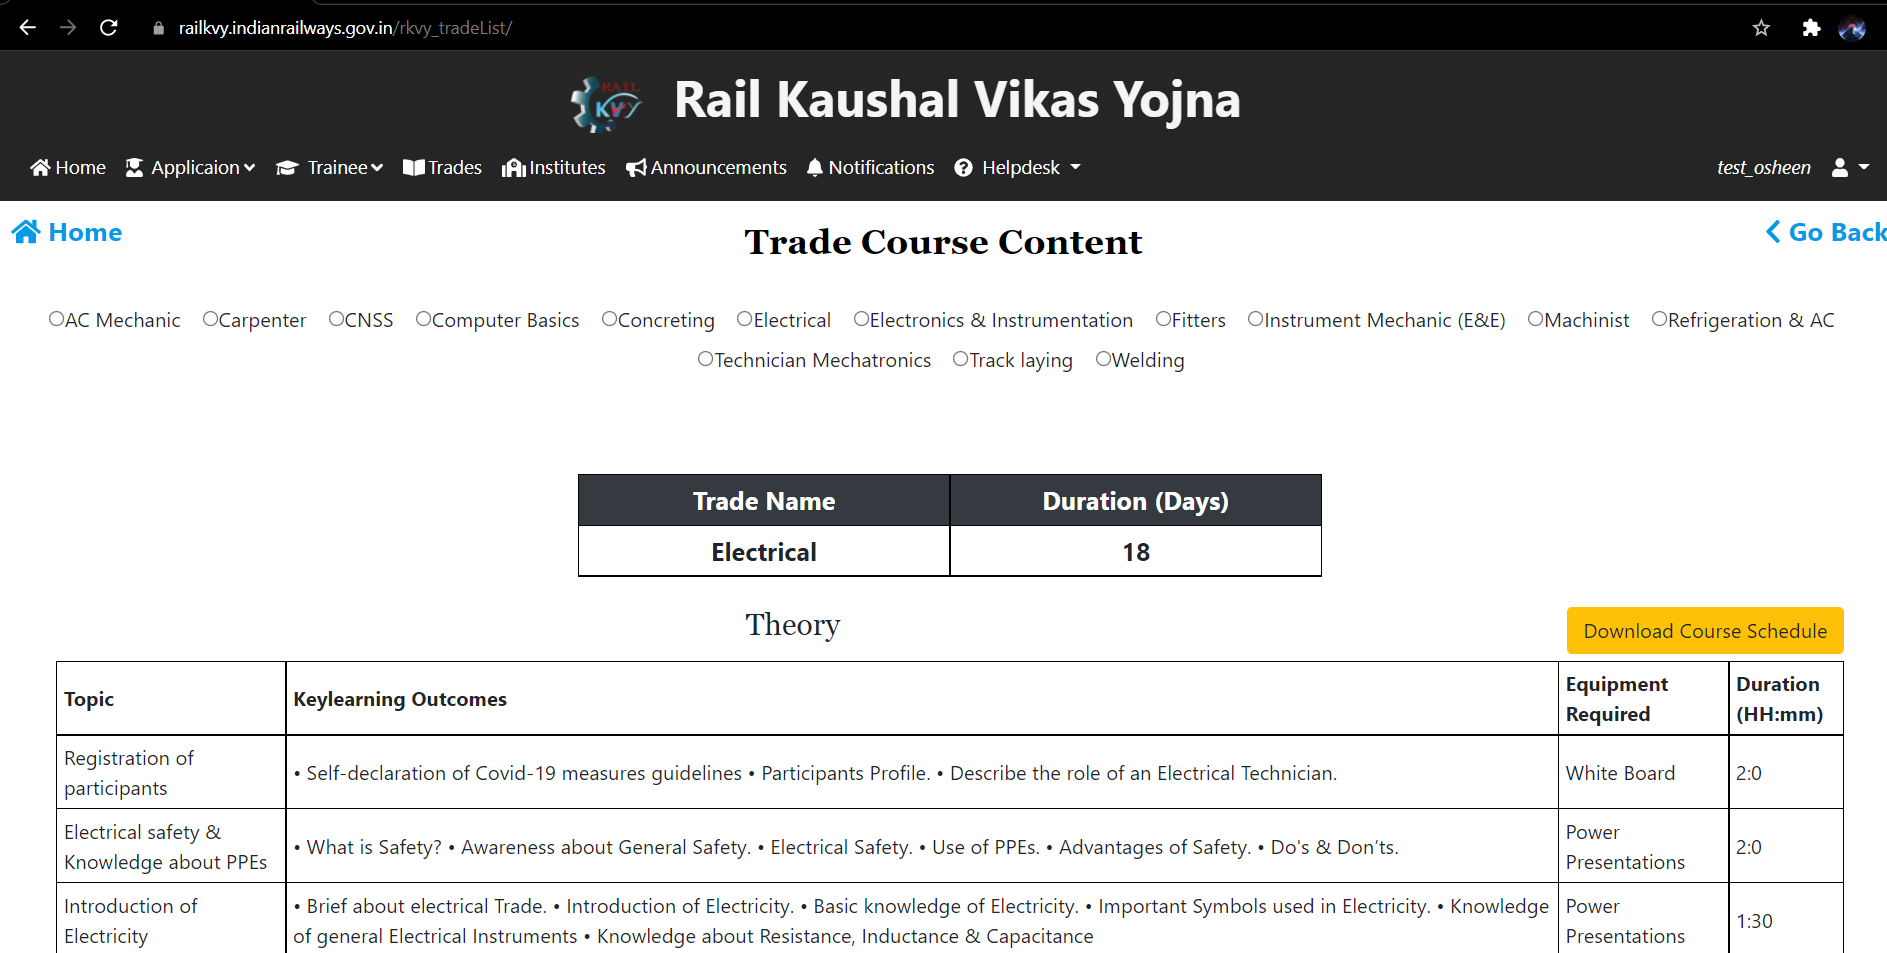 railkvy.indianrailways.gov.in/rkvy_tradeList/
RAIL
KVY
Rail Kaushal Vikas Yojna
Home Applicaion Trainee Trades Institutes Announcements Notifications Helpdesk test_osheen
Home
Trade Course Content
Go Back
AC Mechanic Carpenter CNSS Computer Basics Concreting Electrical Electronics & Instrumentation Fitters Instrument Mechanic (E&E) Machinist Refrigeration & AC
Technician Mechatronics Track laying Welding
Trade Name Duration (Days)
Electrical 18
Theory
Download Course Schedule
Topic Keylearning Outcomes Equipment Required Duration (HH:mm)
Registration of participants • Self-declaration of Covid-19 measures guidelines • Participants Profile. • Describe the role of an Electrical Technician. White Board 2:0
Electrical safety & Knowledge about PPEs • What is Safety? • Awareness about General Safety. • Electrical Safety. • Use of PPEs. • Advantages of Safety. • Do's & Don’ts. Power Presentations 2:0
Introduction of Electricity • Brief about electrical Trade. • Introduction of Electricity. • Basic knowledge of Electricity. • Important Symbols used in Electricity. • Knowledge of general Electrical Instruments • Knowledge about Resistance, Inductance & Capacitance Power Presentations 1:30